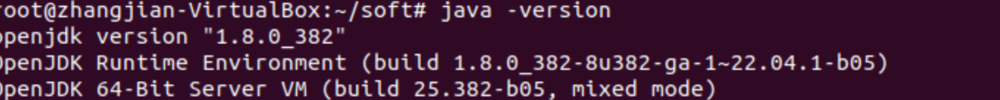 root@zhangjian-VirtualBox:~/soft# java -version
openjdk version "1.8.0_382"
OpenJDK Runtime Environment (build 1.8.0_382-8u382-ga-1~22.04.1-b05)
OpenJDK 64-Bit Server VM (build 25.382-b05, mixed mode)